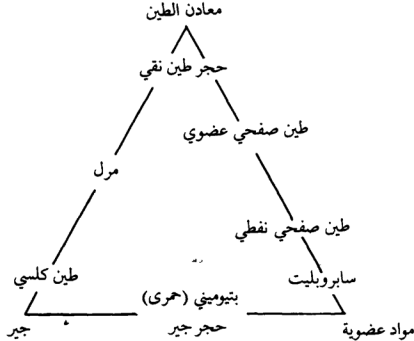 معادن الطين
حجر طين نقي
طين صفحي عضوي
مرل
طين صفحي نفطي
سابروبليت
طين كلسي
بتيوميني (حمرى)
حجر جير
جير
مواد عضوية